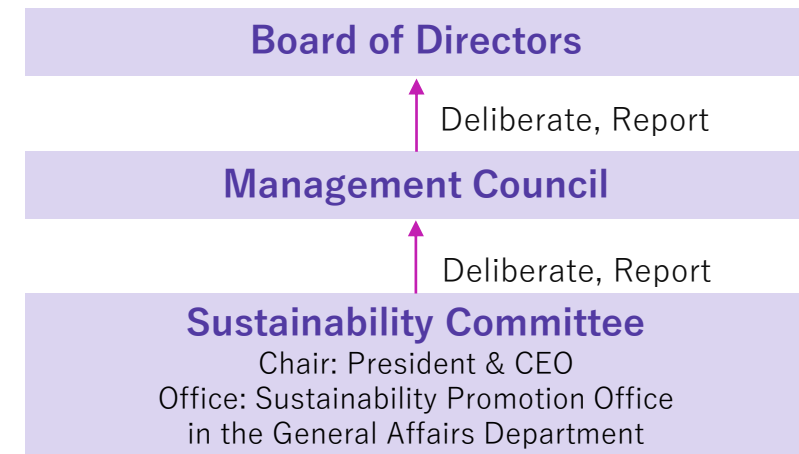 Board of Directors
Deliberate, Report
Management Council
Deliberate, Report
Sustainability Committee
Chair: President & CEO
Office: Sustainability Promotion Office
in the General Affairs Department